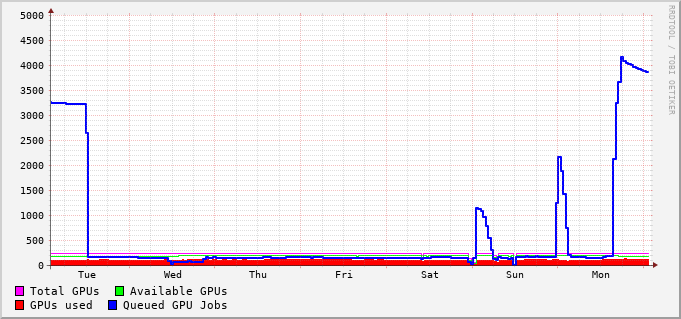 5000
4500
4000
3500
3000
2500
2000
1500
1000
500
0
Tue Wed Thu Fri Sat Sun Mon
Total GPUs Available GPUs
GPUs used Queued GPU Jobs
RRDTOOL / TOBI OETIKER